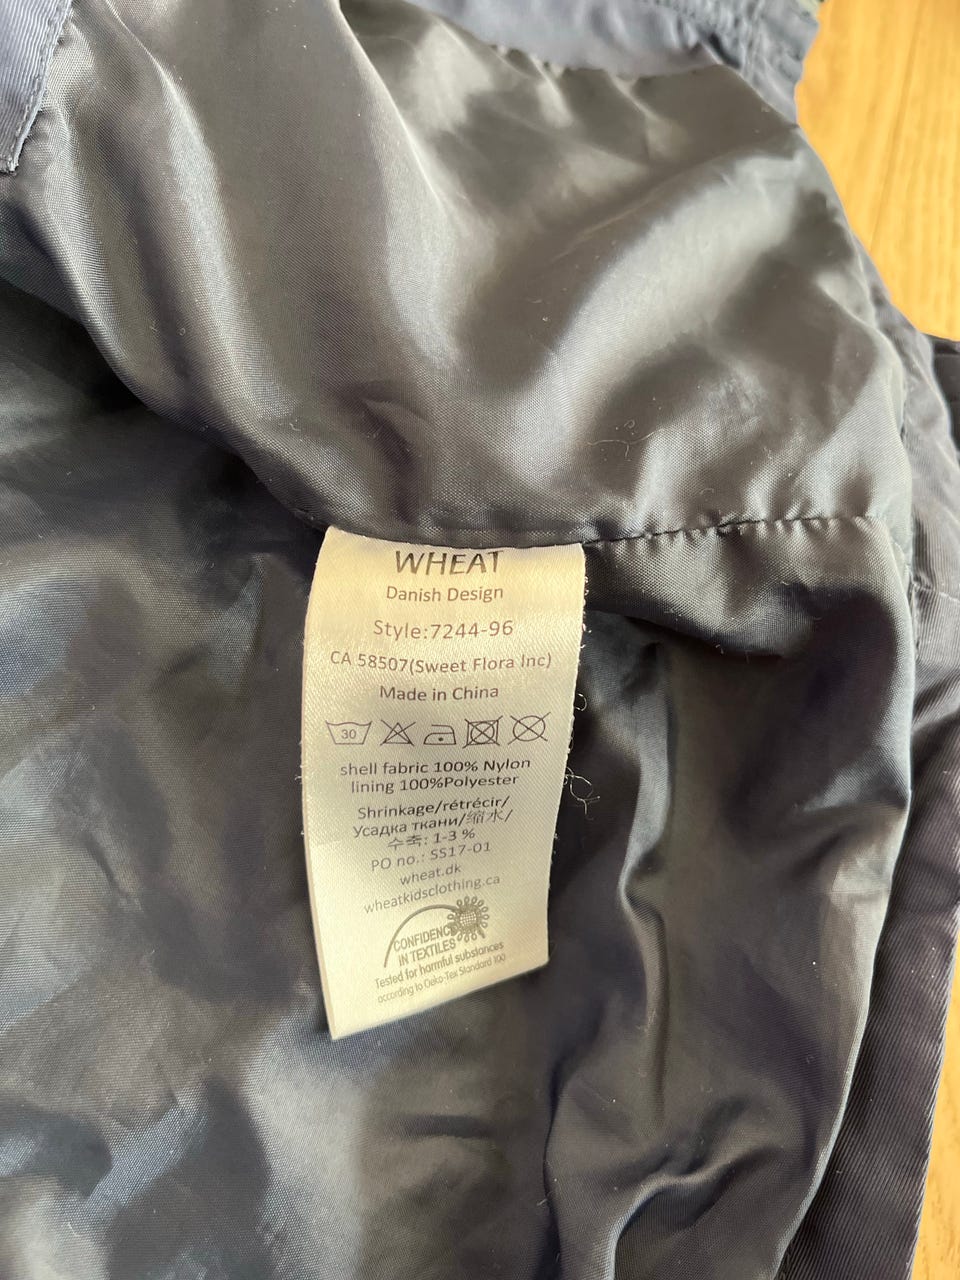 WHEAT
Danish Design
Style:7244-96
CA 58507(Sweet Flora Inc)
Made in China
30
shell fabric 100% Nylon
lining 100%Polyester
Shrinkage/rétrécir/
Усадка ткани/缩水/
수축: 1-3 %
PO no.: SS17-01
wheat.dk
wheatkidsclothing.ca
CONFIDENCE
IN TEXTILES
Tested for harmful substances
according to Oeko-Tex Standard 100